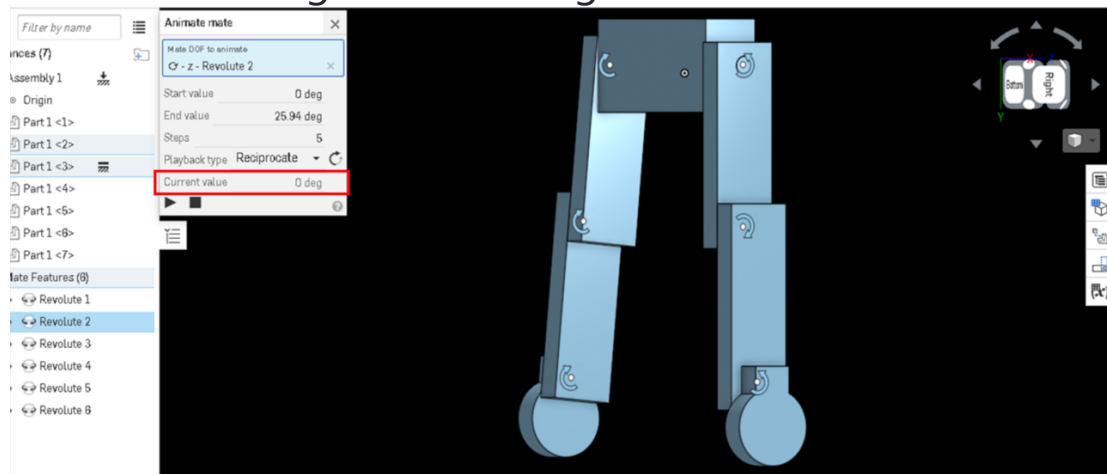 Filter by name
ances (7)
Assembly 1
Origin
Part 1 <1>
Part 1 <2>
Part 1 <3>
Part 1 <4>
Part 1 <5>
Part 1 <6>
Part 1 <7>
Mate Features (6)
Revolute 1
Revolute 2
Revolute 3
Revolute 4
Revolute 5
Revolute 6
Animate mate
Mate DOF to animate
z - Revolute 2
Start value 0 deg
End value 25.94 deg
Steps 5
Playback type Reciprocate
Current value 0 deg
X Z
Bottom Right
Y